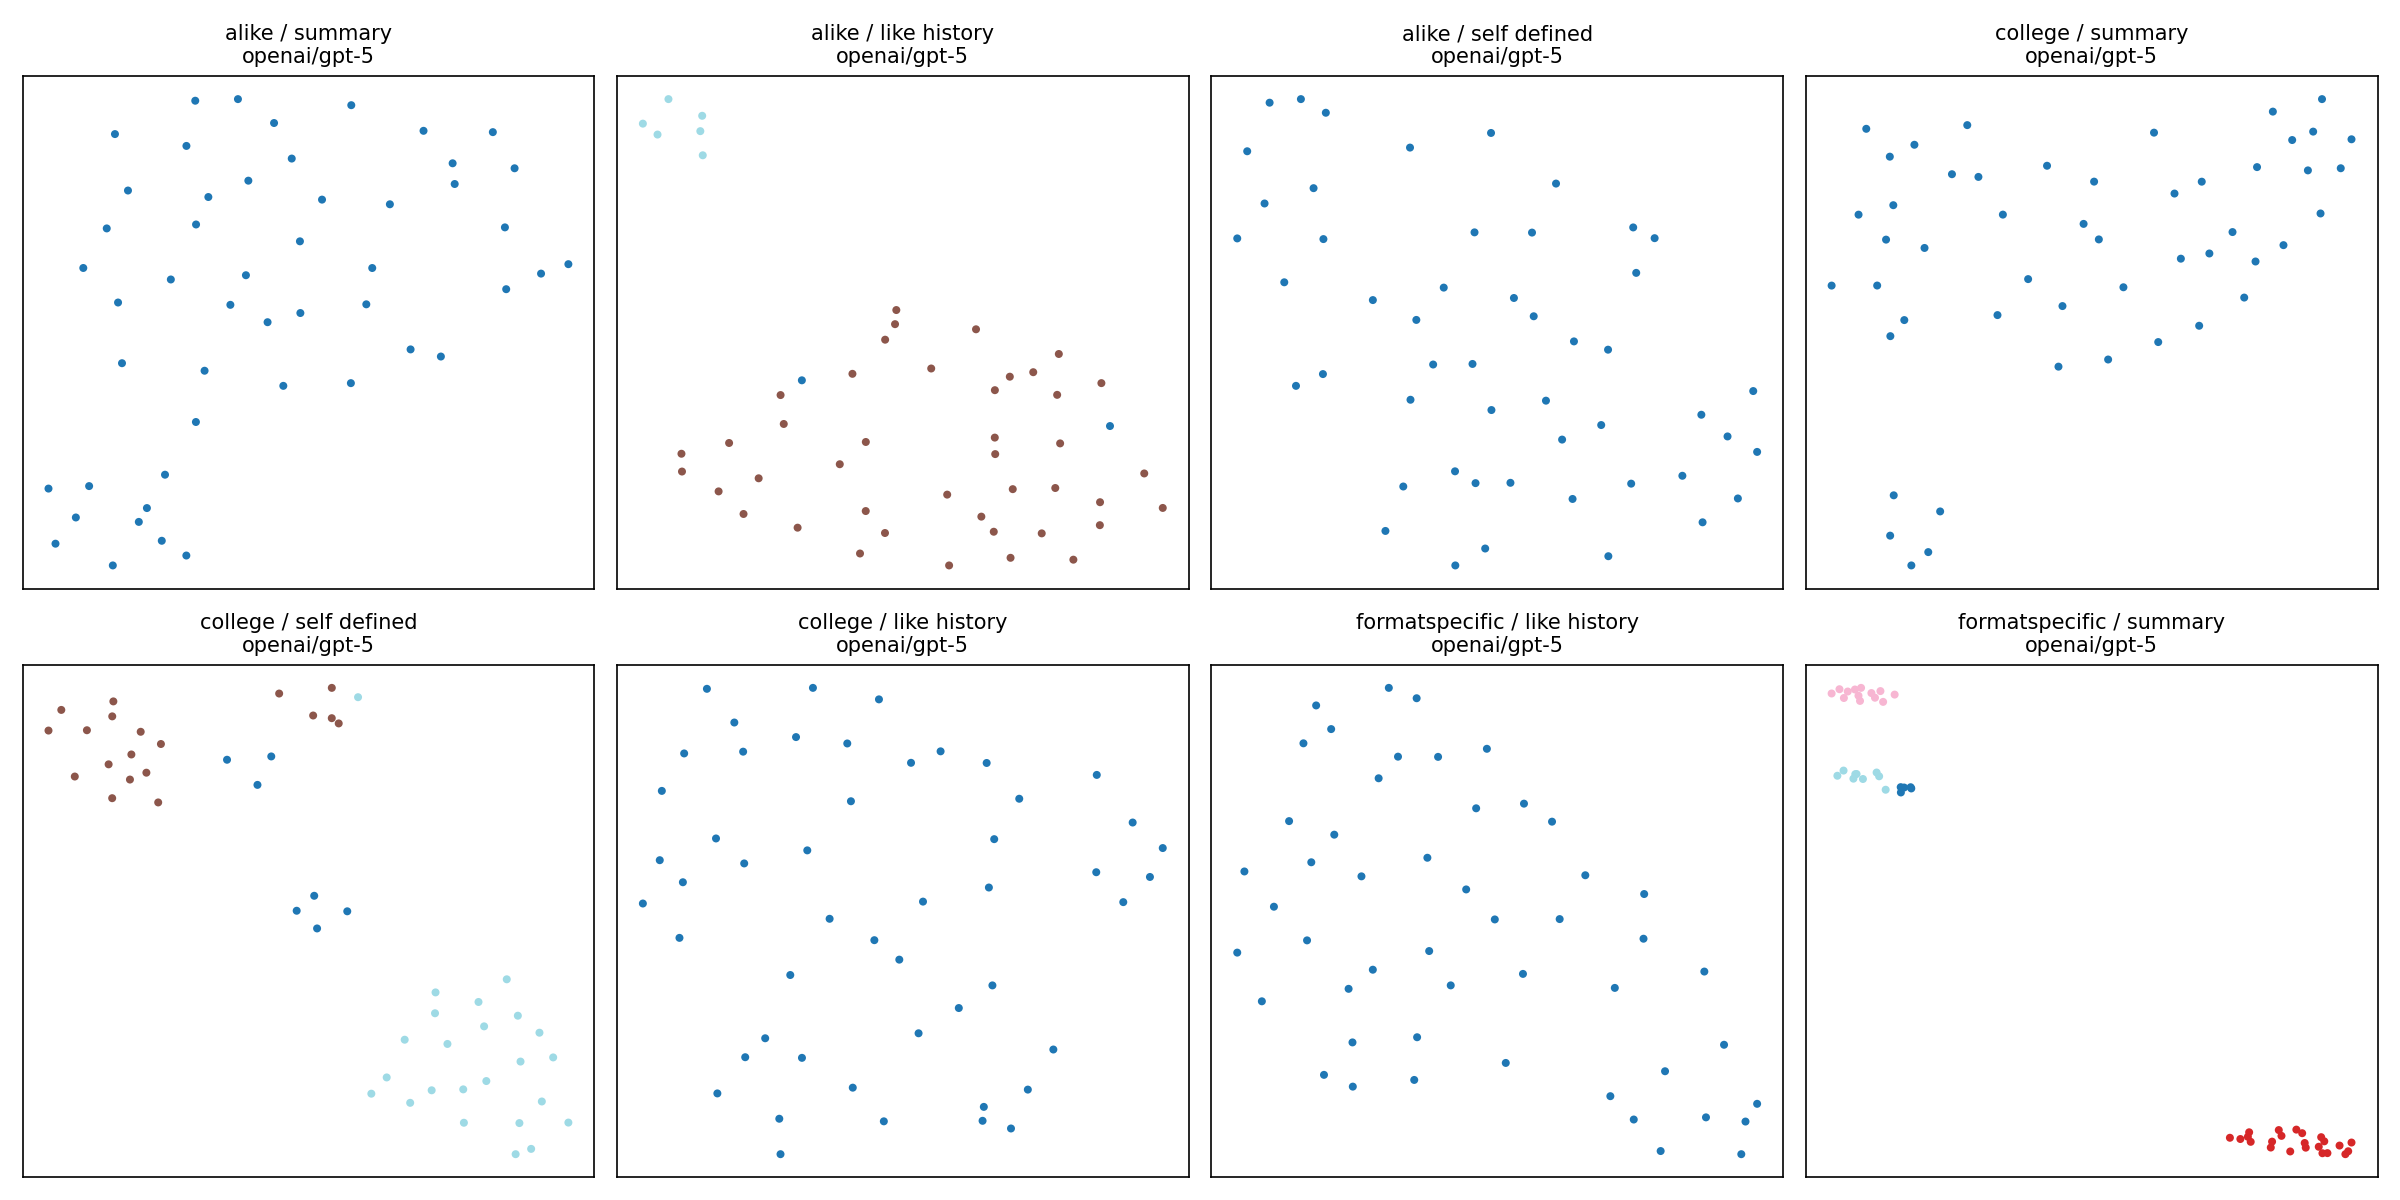 alike / summary
openai/gpt-5
alike / like history
openai/gpt-5
alike / self defined
openai/gpt-5
college / summary
openai/gpt-5
college / self defined
openai/gpt-5
college / like history
openai/gpt-5
formatspecific / like history
openai/gpt-5
formatspecific / summary
openai/gpt-5